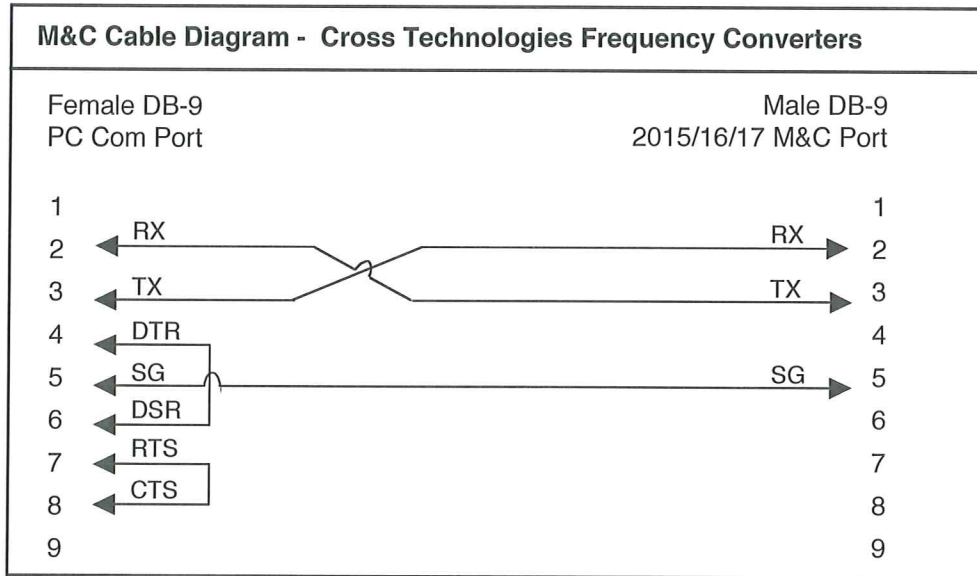 M&C Cable Diagram - Cross Technologies Frequency Converters
Female DB-9 Male DB-9
PC Com Port 2015/16/17 M&C Port
1 1
2 RX RX 2
3 TX TX 3
4 DTR 4
5 SG SG 5
6 DSR 6
7 RTS 7
8 CTS 8
9 9